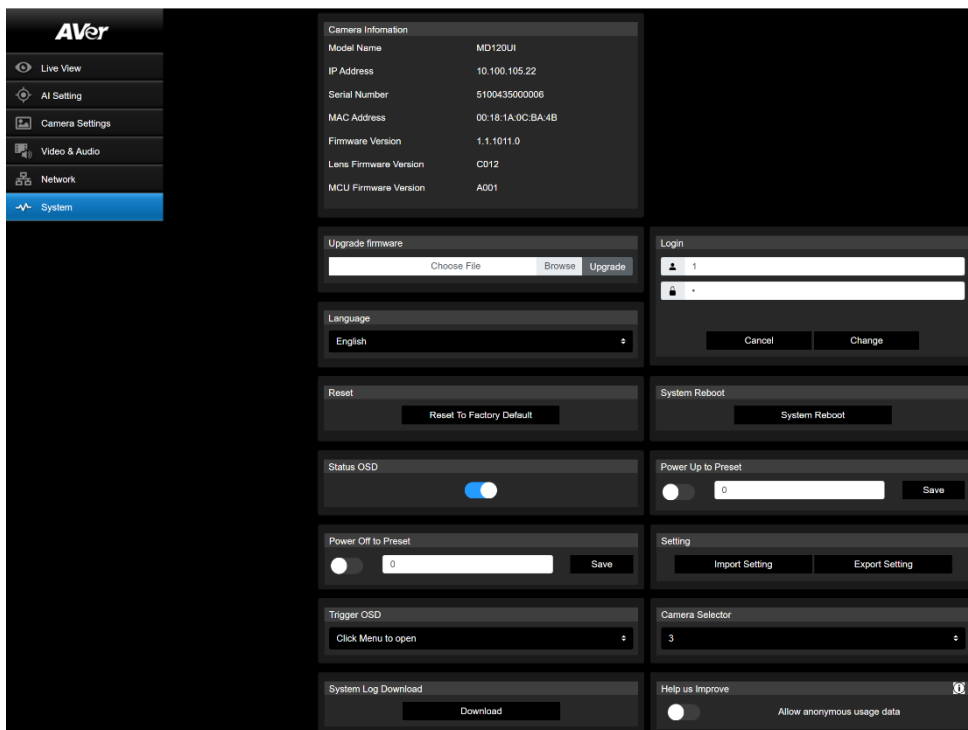 AVer
Live View
AI Setting
Camera Settings
Video & Audio
Network
System
Camera Infomation
Model Name MD120UI
IP Address 10.100.105.22
Serial Number 5100435000006
MAC Address 00:18:1A:0C:BA:4B
Firmware Version 1.1.1011.0
Lens Firmware Version C012
MCU Firmware Version A001
Upgrade firmware
Choose File Browse Upgrade
Login
1
•
Cancel Change
Language
English
Reset
Reset To Factory Default
System Reboot
System Reboot
Status OSD
Power Up to Preset
0 Save
Power Off to Preset
0 Save
Setting
Import Setting Export Setting
Trigger OSD
Click Menu to open
Camera Selector
3
System Log Download
Download
Help us Improve
Allow anonymous usage data